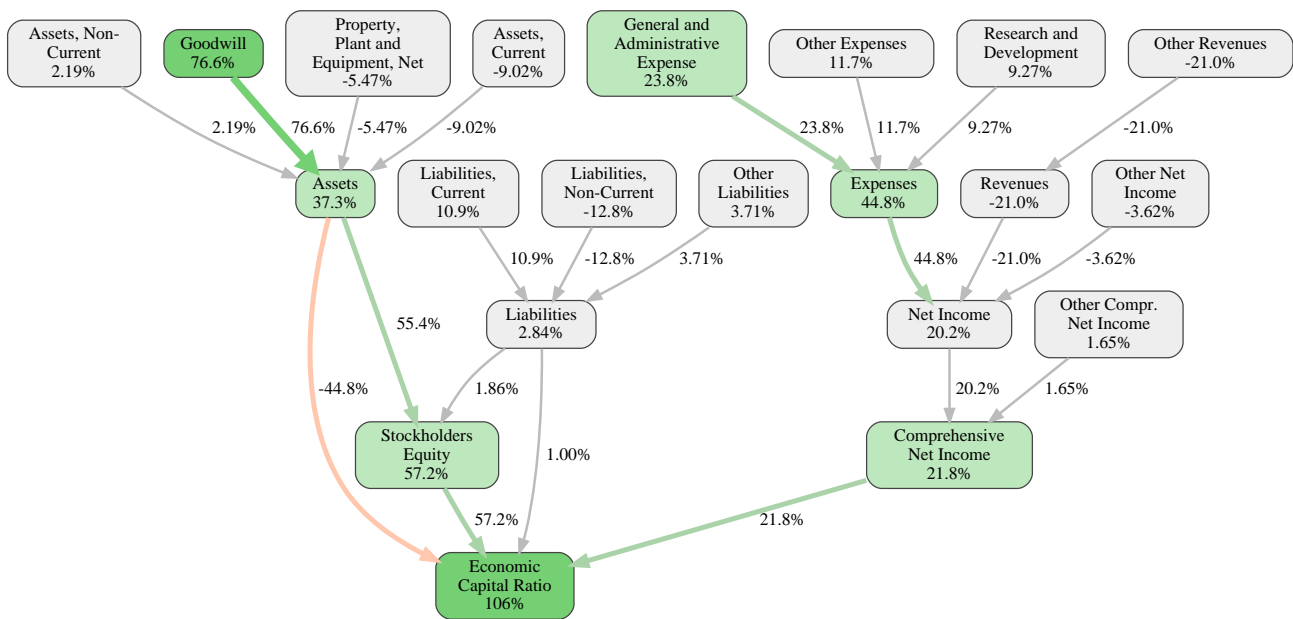 Assets, Non-
Current
2.19%
Goodwill
76.6%
Property,
Plant and
Equipment, Net
-5.47%
Assets,
Current
-9.02%
General and
Administrative
Expense
23.8%
Other Expenses
11.7%
Research and
Development
9.27%
Other Revenues
-21.0%
2.19%
76.6%
-5.47%
-9.02%
23.8%
11.7%
9.27%
-21.0%
Assets
37.3%
Liabilities,
Current
10.9%
Liabilities,
Non-Current
-12.8%
Other
Liabilities
3.71%
Expenses
44.8%
Revenues
-21.0%
Other Net
Income
-3.62%
10.9%
-12.8%
3.71%
44.8%
-21.0%
-3.62%
55.4%
Liabilities
2.84%
Net Income
20.2%
Other Compr.
Net Income
1.65%
-44.8%
1.86%
20.2%
1.65%
Stockholders
Equity
57.2%
1.00%
Comprehensive
Net Income
21.8%
57.2%
21.8%
Economic
Capital Ratio
106%